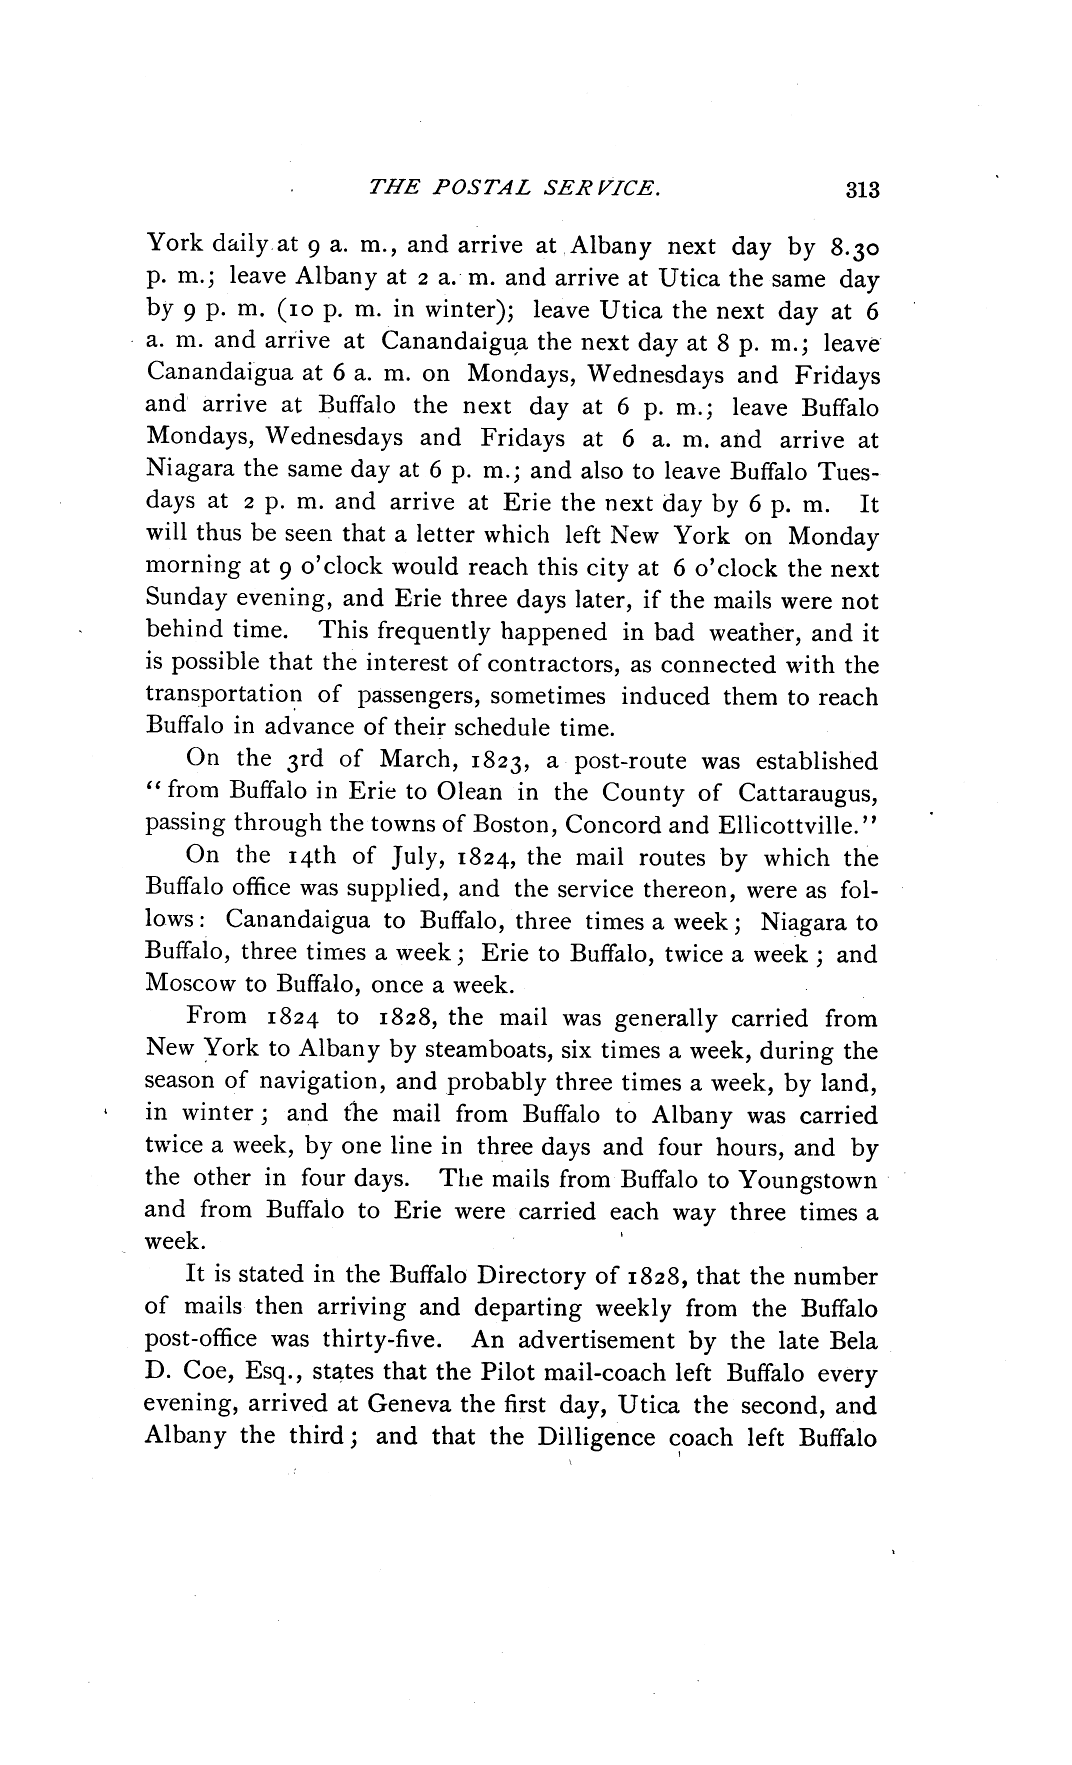 THE POSTAL SERVICE. 313
York daily at 9 a. m., and arrive at Albany next day by 8.30
p. m.; leave Albany at 2 a. m. and arrive at Utica the same day
by 9 p. m. (10 p. m. in winter); leave Utica the next day at 6
a. m. and arrive at Canandaigua the next day at 8 p. m.; leave
Canandaigua at 6 a. m. on Mondays, Wednesdays and Fridays
and arrive at Buffalo the next day at 6 p. m.; leave Buffalo
Mondays, Wednesdays and Fridays at 6 a. m. and arrive at
Niagara the same day at 6 p. m.; and also to leave Buffalo Tues-
days at 2 p. m. and arrive at Erie the next day by 6 p. m. It
will thus be seen that a letter which left New York on Monday
morning at 9 o'clock would reach this city at 6 o'clock the next
Sunday evening, and Erie three days later, if the mails were not
behind time. This frequently happened in bad weather, and it
is possible that the interest of contractors, as connected with the
transportation of passengers, sometimes induced them to reach
Buffalo in advance of their schedule time.
On the 3rd of March, 1823, a post-route was established
"from Buffalo in Erie to Olean in the County of Cattaraugus,
passing through the towns of Boston, Concord and Ellicottville."
On the 14th of July, 1824, the mail routes by which the
Buffalo office was supplied, and the service thereon, were as fol-
lows: Canandaigua to Buffalo, three times a week; Niagara to
Buffalo, three times a week; Erie to Buffalo, twice a week; and
Moscow to Buffalo, once a week.
From 1824 to 1828, the mail was generally carried from
New York to Albany by steamboats, six times a week, during the
season of navigation, and probably three times a week, by land,
in winter; and the mail from Buffalo to Albany was carried
twice a week, by one line in three days and four hours, and by
the other in four days. The mails from Buffalo to Youngstown
and from Buffalo to Erie were carried each way three times a
week.
It is stated in the Buffalo Directory of 1828, that the number
of mails then arriving and departing weekly from the Buffalo
post-office was thirty-five. An advertisement by the late Bela
D. Coe, Esq., states that the Pilot mail-coach left Buffalo every
evening, arrived at Geneva the first day, Utica the second, and
Albany the third; and that the Dilligence coach left Buffalo